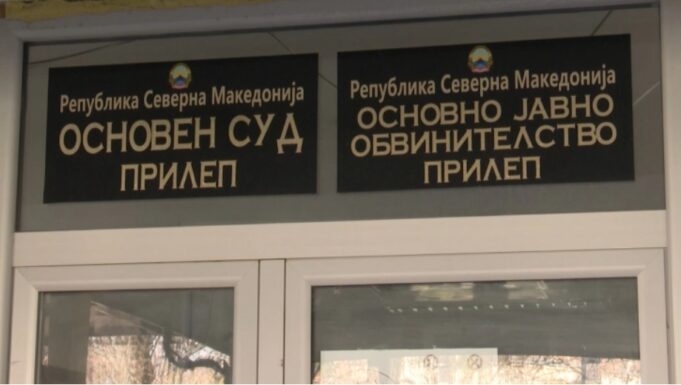 Република Северна Македонија
ОСНОВЕН СУД
ПРИЛЕП
Република Северна Македонија
ОСНОВНО ЈАВНО
ОБВИНИТЕЛСТВО
ПРИЛЕП